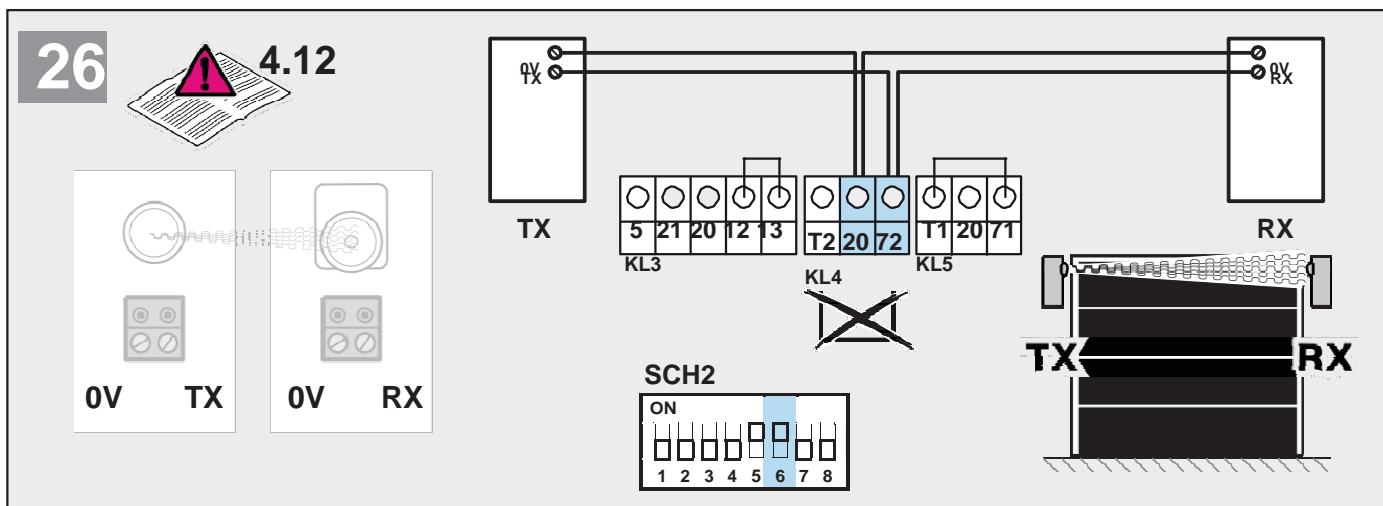 26
4.12
0V
TX
0V
RX
TX
RX
5 21 20 12 13
T2 20 72
T1 20 71
KL3
KL4
KL5
0V TX
0V RX
TX RX
SCH2
ON
1 2 3 4 5 6 7 8